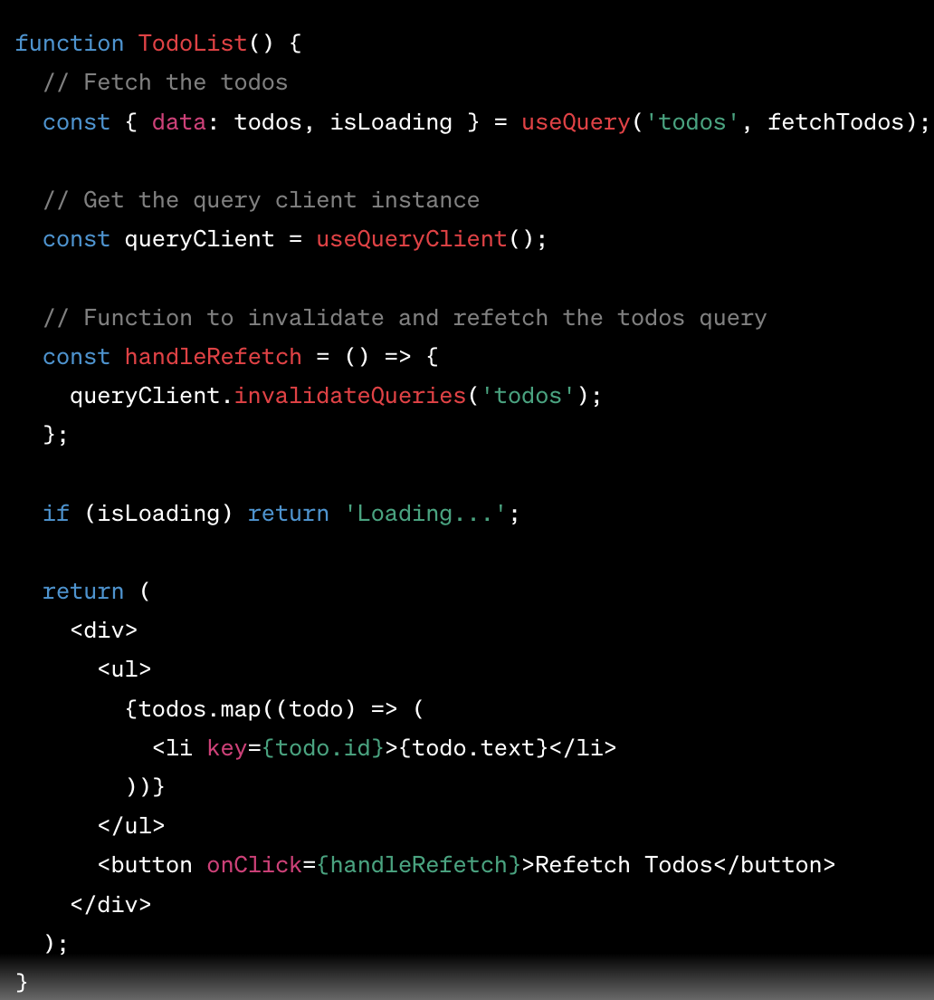 function TodoList() {
  // Fetch the todos
  const { data: todos, isLoading } = useQuery('todos', fetchTodos);

  // Get the query client instance
  const queryClient = useQueryClient();

  // Function to invalidate and refetch the todos query
  const handleRefetch = () => {
    queryClient.invalidateQueries('todos');
  };

  if (isLoading) return 'Loading...';

  return (
    <div>
      <ul>
        {todos.map((todo) => (
          <li key={todo.id}>{todo.text}</li>
        ))}
      </ul>
      <button onClick={handleRefetch}>Refetch Todos</button>
    </div>
  );
}